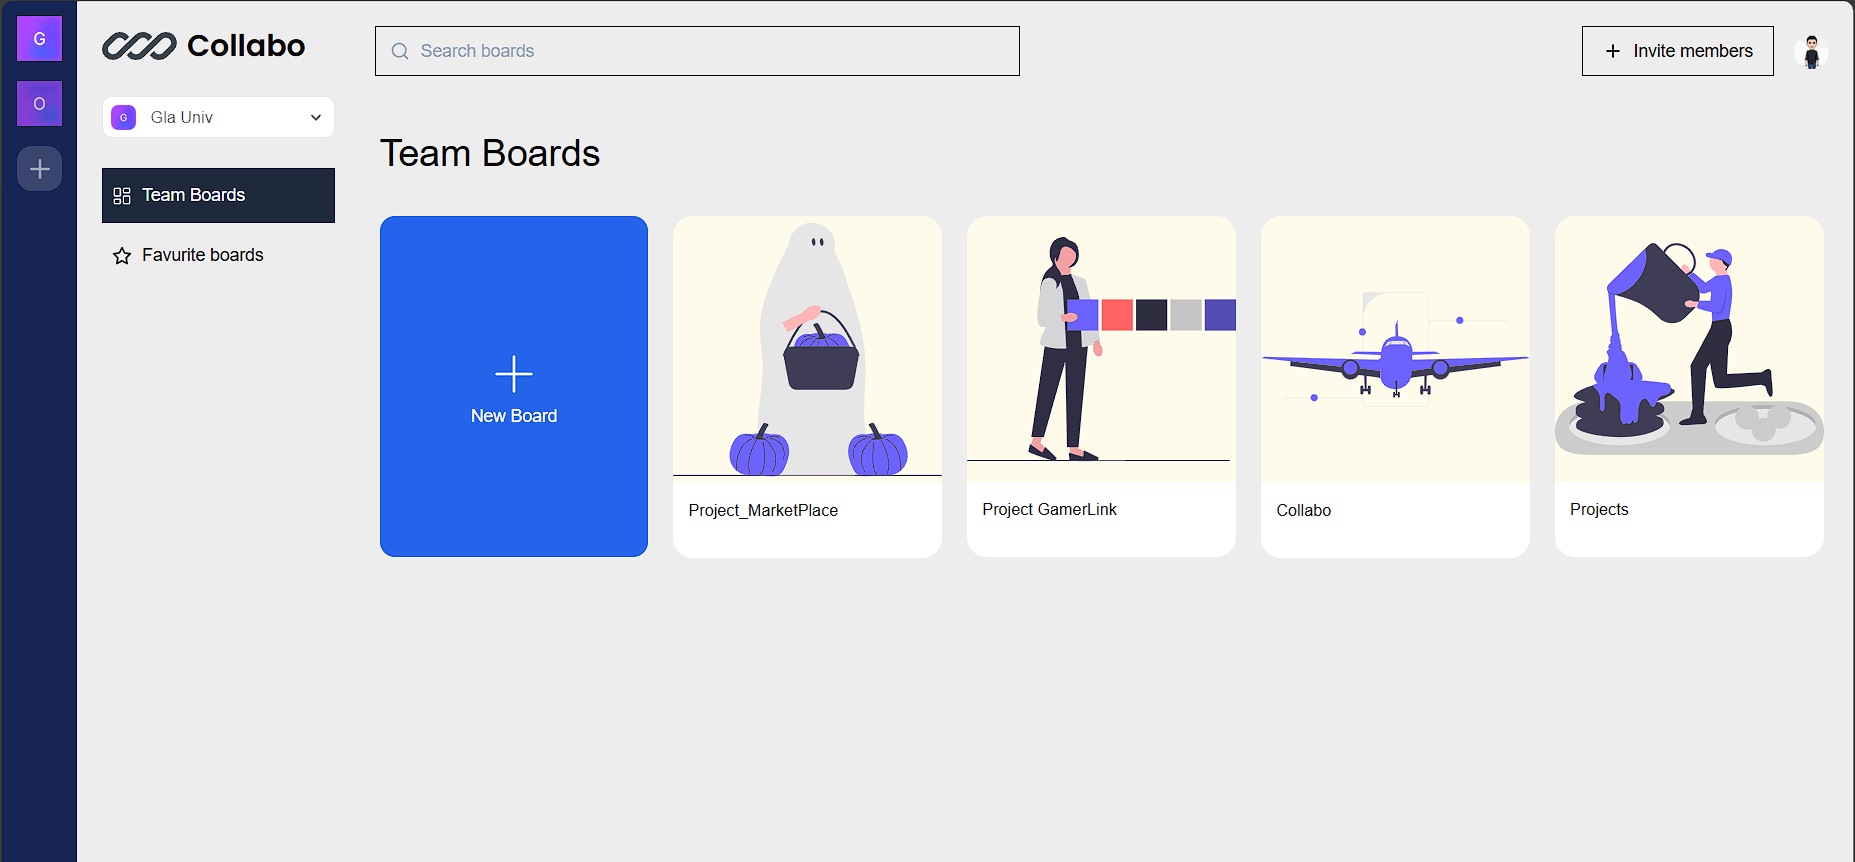 G
O
Collabo
G Gla Univ
Team Boards
Favurite boards
Search boards
Invite members
Team Boards
New Board
Project_MarketPlace
Project GamerLink
Collabo
Projects